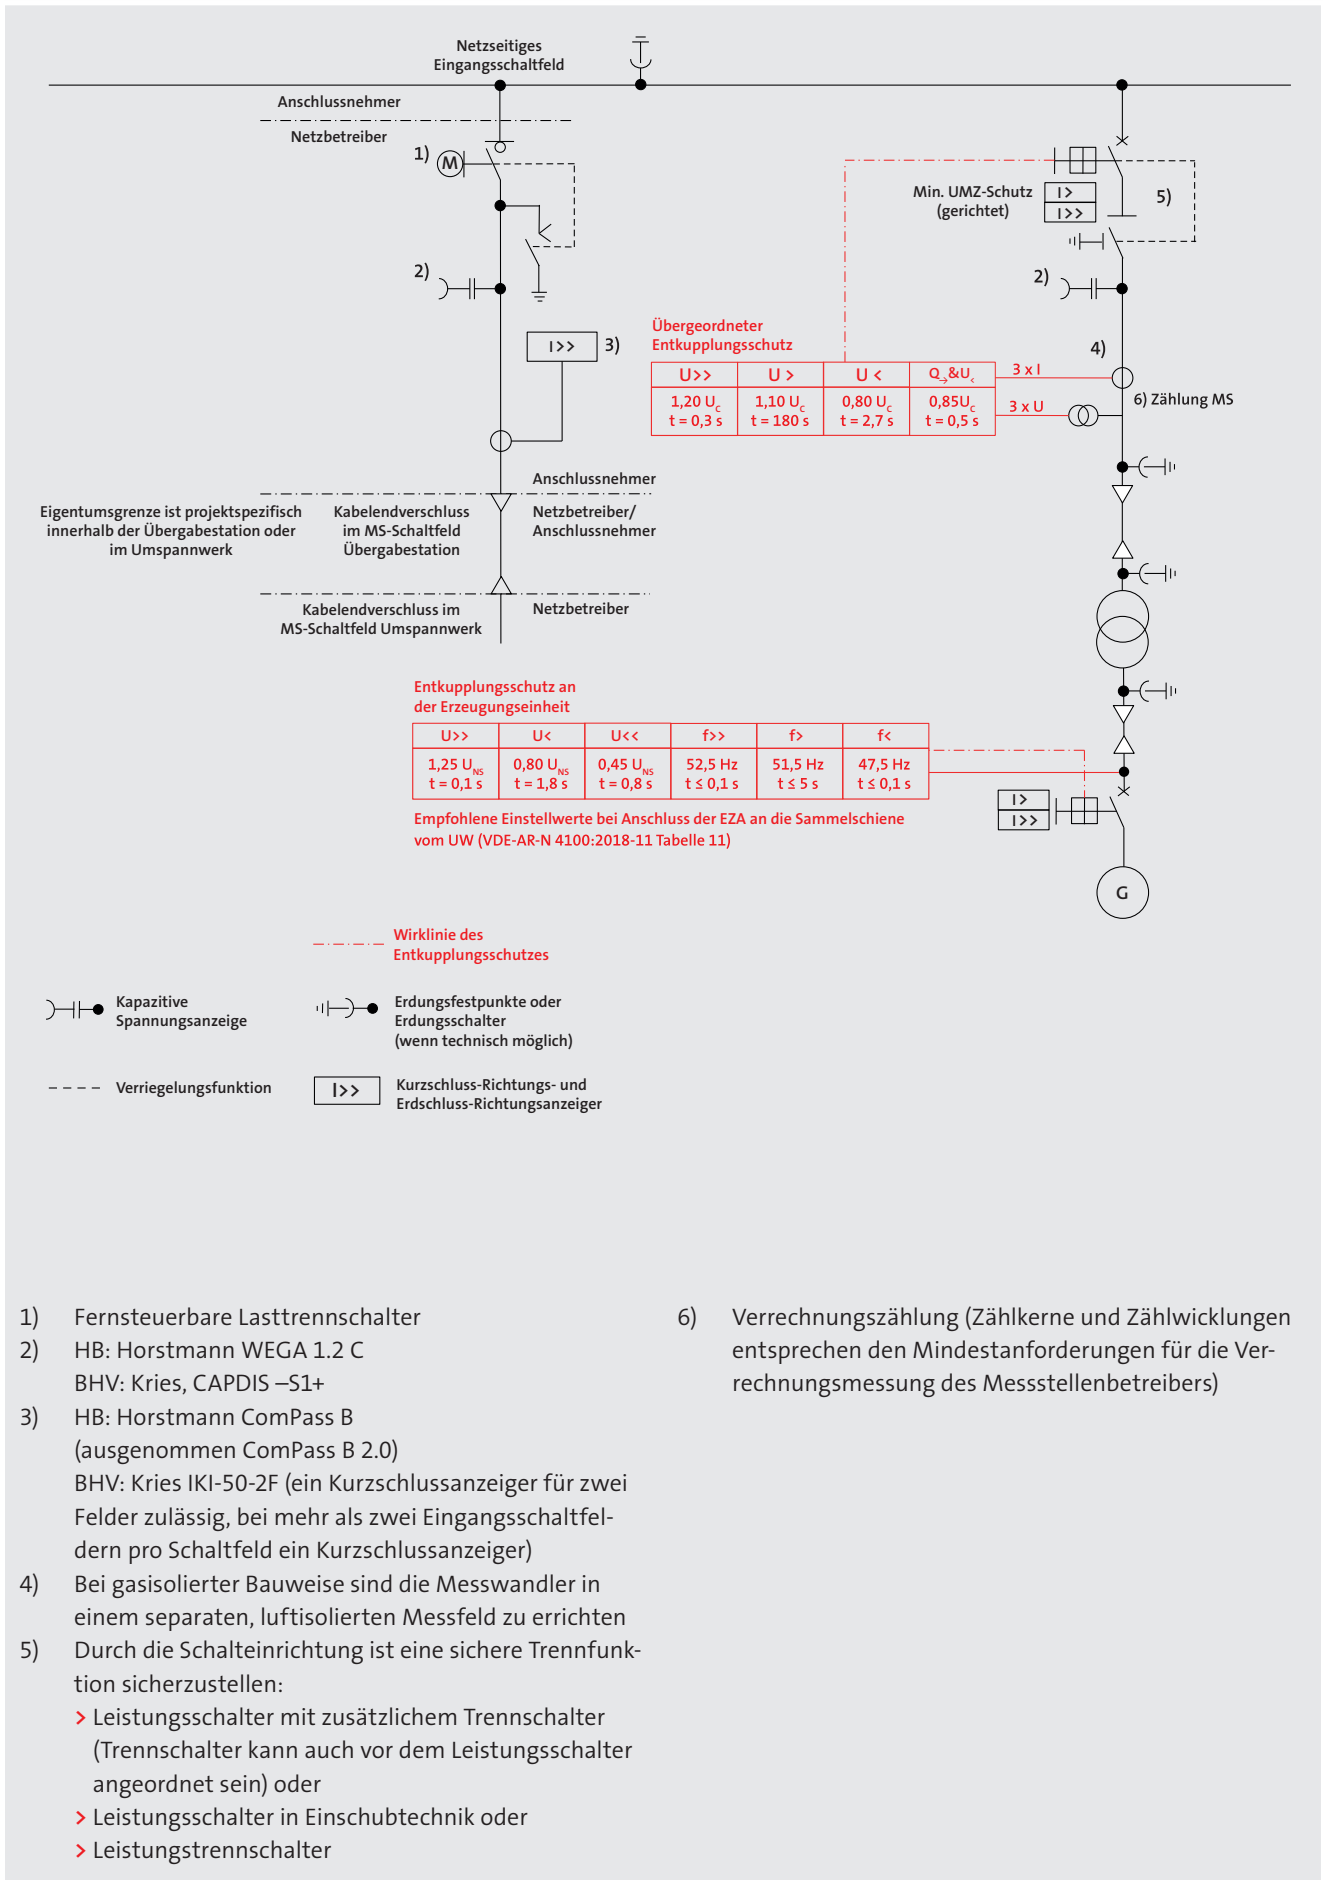 Netzseitiges
Eingangsschaltfeld
Anschlussnehmer
Netzbetreiber
1)
M
2)
I>>
3)
Anschlussnehmer
Eigentumsgrenze ist projektspezifisch
innerhalb der Übergabestation oder
im Umspannwerk
Kabelendverschluss
im MS-Schaltfeld
Übergabestation
Netzbetreiber/
Anschlussnehmer
Kabelendverschluss im
MS-Schaltfeld Umspannwerk
Netzbetreiber
Min. UMZ-Schutz
(gerichtet)
I>
I>>
5)
2)
Übergeordneter
Entkupplungsschutz
U>> U > U < Q→&U<
1,20 Uc 1,10 Uc 0,80 Uc 0,85Uc
t = 0,3 s t = 180 s t = 2,7 s t = 0,5 s
3 x I
3 x U
4)
6) Zählung MS
Entkupplungsschutz an
der Erzeugungseinheit
U>> U< U<< f>> f> f<
1,25 UNS 0,80 UNS 0,45 UNS 52,5 Hz 51,5 Hz 47,5 Hz
t = 0,1 s t = 1,8 s t = 0,8 s t ≤ 0,1 s t ≤ 5 s t ≤ 0,1 s
Empfohlene Einstellwerte bei Anschluss der EZA an die Sammelschiene
vom UW (VDE-AR-N 4100:2018-11 Tabelle 11)
I>
I>>
G
Wirklinie des
Entkupplungsschutzes
Kapazitive
Spannungsanzeige
Erdungsfestpunkte oder
Erdungsschalter
(wenn technisch möglich)
Verriegelungsfunktion
I>>
Kurzschluss-Richtungs- und
Erdschluss-Richtungsanzeiger
1) Fernsteuerbare Lasttrennschalter
2) HB: Horstmann WEGA 1.2 C
BHV: Kries, CAPDIS –S1+
3) HB: Horstmann ComPass B
(ausgenommen ComPass B 2.0)
BHV: Kries IKI-50-2F (ein Kurzschlussanzeiger für zwei
Felder zulässig, bei mehr als zwei Eingangsschaltfel-
dern pro Schaltfeld ein Kurzschlussanzeiger)
4) Bei gasisolierter Bauweise sind die Messwandler in
einem separaten, luftisolierten Messfeld zu errichten
5) Durch die Schalteinrichtung ist eine sichere Trennfunk-
tion sicherzustellen:
> Leistungsschalter mit zusätzlichem Trennschalter
(Trennschalter kann auch vor dem Leistungsschalter
angeordnet sein) oder
> Leistungsschalter in Einschubtechnik oder
> Leistungstrennschalter
6) Verrechnungszählung (Zählkerne und Zählwicklungen
entsprechen den Mindestanforderungen für die Ver-
rechnungsmessung des Messstellenbetreibers)